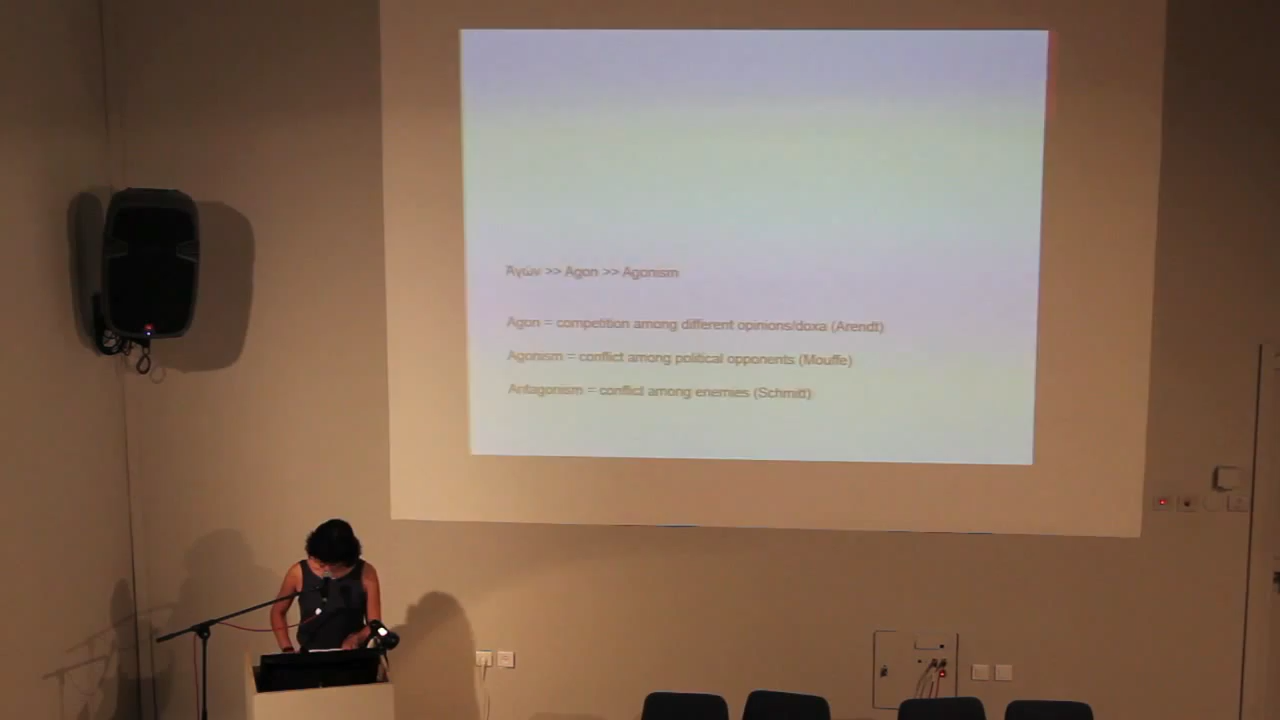 Ἀγών >> Agon >> Agonism
Agon = competition among different opinions/doxa (Arendt)
Agonism = conflict among political opponents (Mouffe)
Antagonism = conflict among enemies (Schmitt)